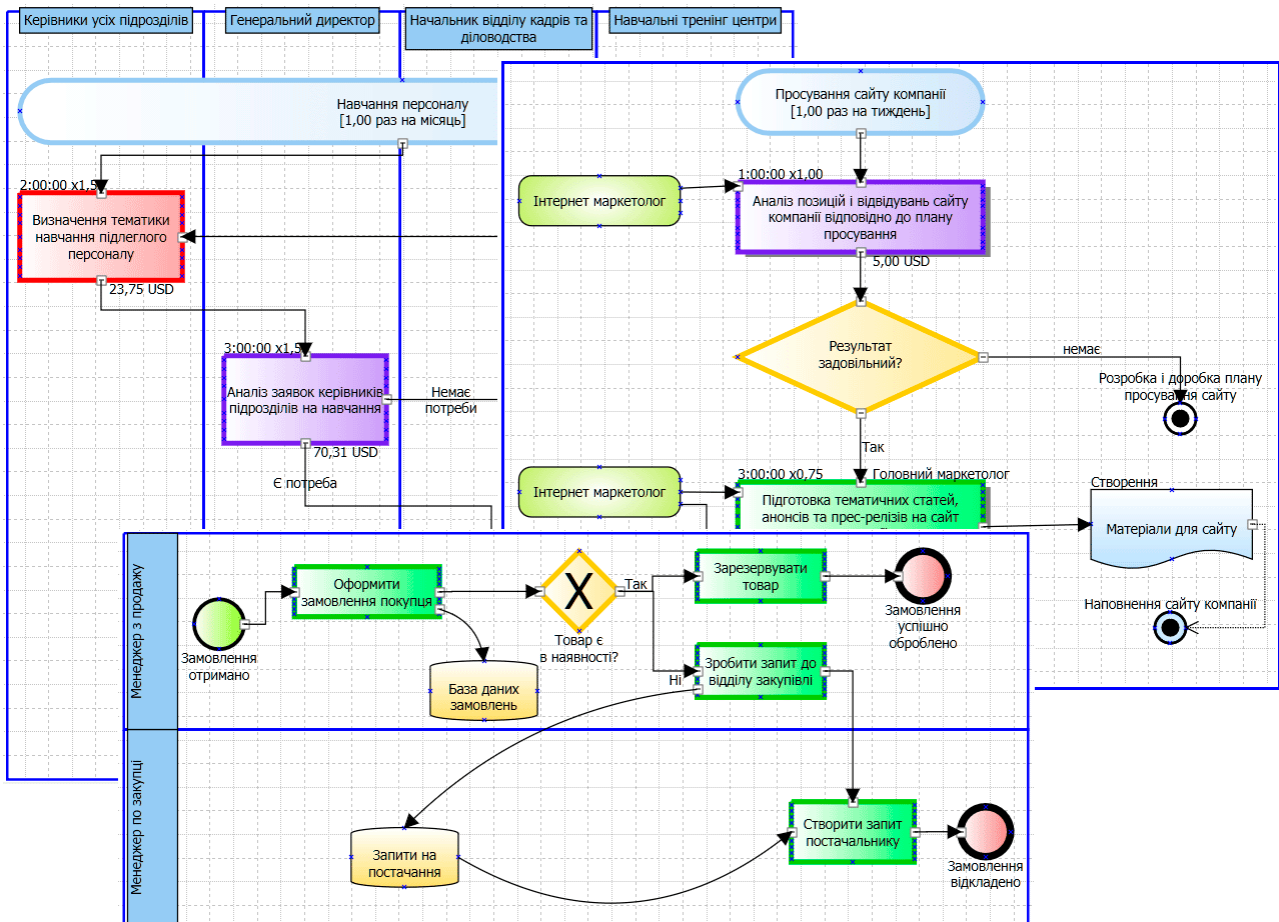 Керівники усіх підрозділів
Генеральний директор
Начальник відділу кадрів та
діловодства
Навчальні тренінг центри
Навчання персоналу
[1,00 раз на місяць]
2:00:00 x1,5
Визначення тематики
навчання підлеглого
персоналу
23,75 USD
3:00:00 x1,5
Аналіз заявок керівників
підрозділів на навчання
Немає
потреби
70,31 USD
Є потреба
Просування сайту компанії
[1,00 раз на тиждень]
1:00:00 x1,00
Інтернет маркетолог
Аналіз позицій і відвідувань сайту
компанії відповідно до плану
просування
5,00 USD
Результат
задовільний?
немає
Розробка і доробка плану
просування сайту
Так
3:00:00 x0,75
Головний маркетолог
Інтернет маркетолог
Підготовка тематичних статей,
анонсів та прес-релізів на сайт
Створення
Матеріали для сайту
Наповнення сайту компанії
Менеджер з продажу
Замовлення
отримано
Оформити
замовлення покупця
База даних
замовлень
Товар є
в наявності?
Так
Ні
Зарезервувати
товар
Замовлення
успішно
оброблено
Зробити запит до
відділу закупівлі
Менеджер по закупці
Запити на
постачання
Створити запит
постачальнику
Замовлення
відкладено